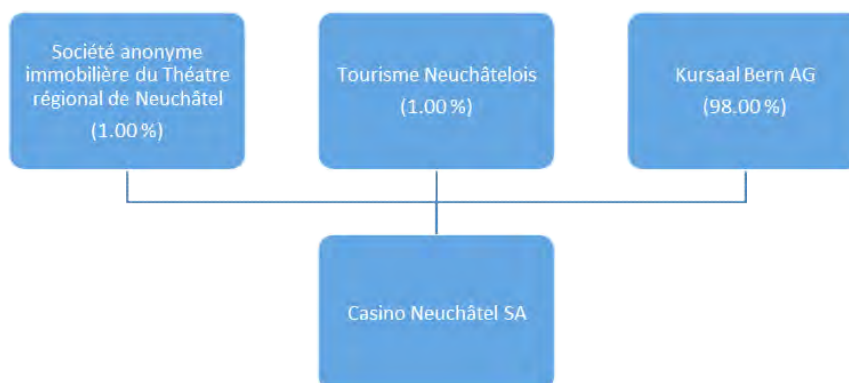 Société anonyme
immobilière du Théatre
régional de Neuchâtel
(1.00 %)
Tourisme Neuchâtelois
(1.00 %)
Kursaal Bern AG
(98.00 %)
Casino Neuchâtel SA